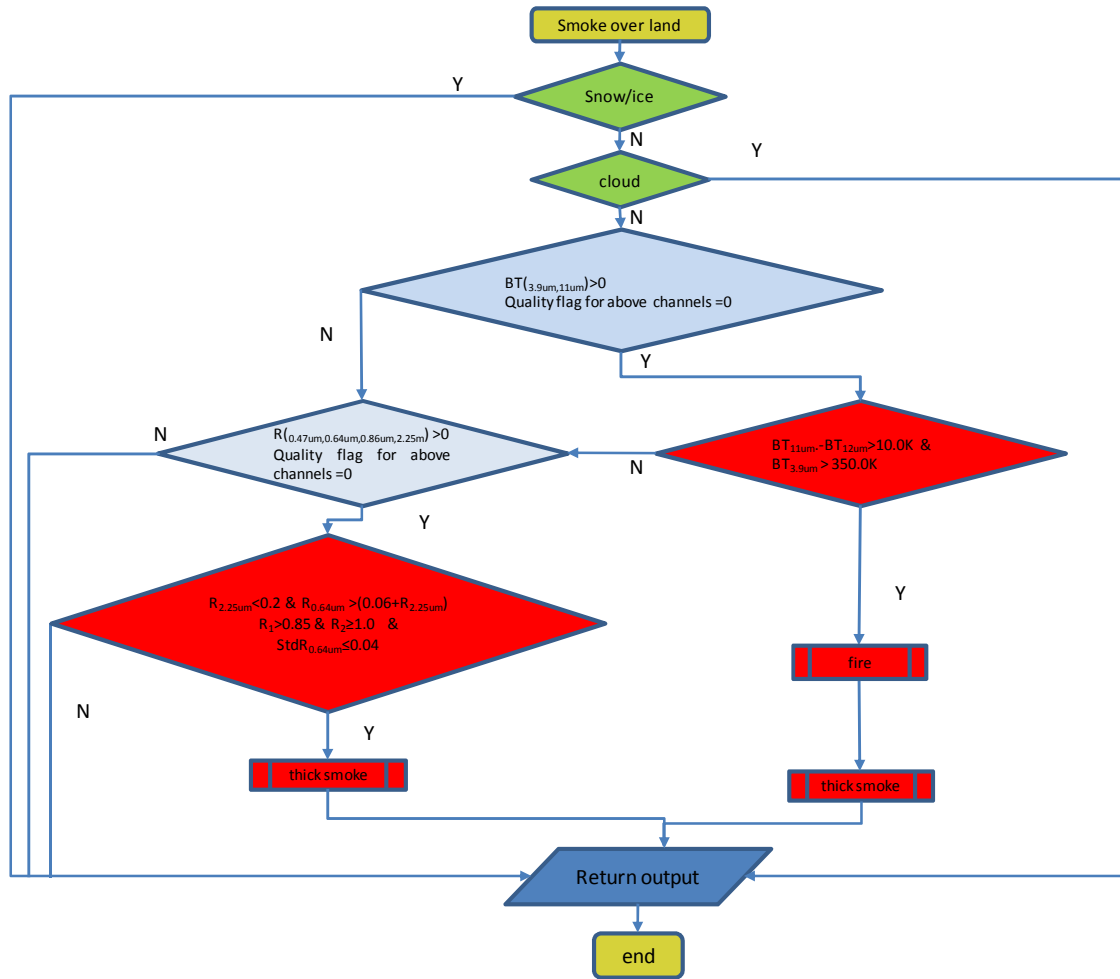 Smoke over land
Y
Snow/ice
N
Y
cloud
N
BT(3.9um,11um)>0
Quality flag for above channels =0
N
Y
N
R(0.47um,0.64um,0.86um,2.25m) >0
Quality flag for above
channels =0
N
BT11um.-BT12um>10.0K &
BT3.9um > 350.0K
Y
Y
R2.25um<0.2 & R0.64um >(0.06+R2.25um)
R1>0.85 & R2≥1.0 &
StdR0.64um≤0.04
fire
N
Y
thick smoke
thick smoke
Return output
end